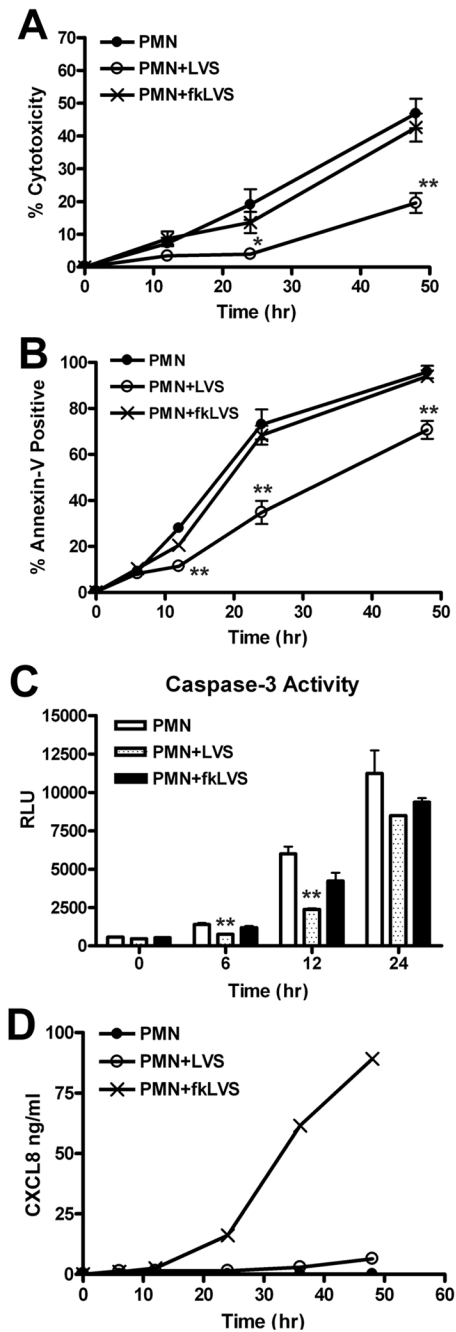 A
PMN
PMN+LVS
PMN+fkLVS
70
60
50
40
30
20
10
0
% Cytotoxicity
*
**
0 10 20 30 40 50
Time (hr)
B
PMN
PMN+LVS
PMN+fkLVS
100
80
60
40
20
0
% Annexin-V Positive
**
**
**
0 10 20 30 40 50
Time (hr)
C
Caspase-3 Activity
PMN
PMN+LVS
PMN+fkLVS
15000
12500
10000
7500
5000
2500
0
RLU
**
**
0 6 12 24
Time (hr)
D
PMN
PMN+LVS
PMN+fkLVS
100
75
50
25
0
CXCL8 ng/ml
0 10 20 30 40 50 60
Time (hr)